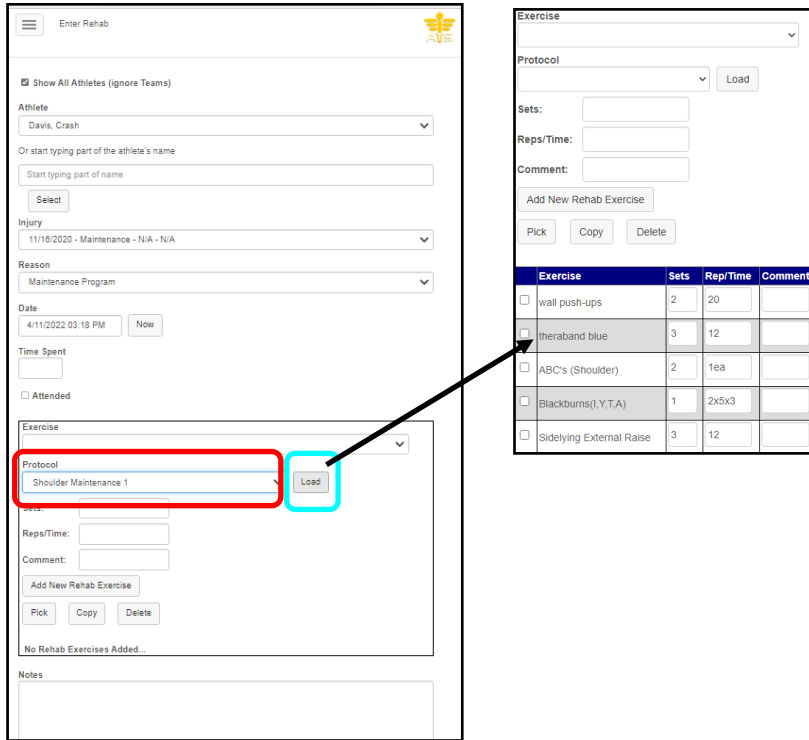 Enter Rehab
ATS
Show All Athletes (ignore Teams)
Athlete
Davis, Crash
Or start typing part of the athlete's name
Start typing part of name
Select
Injury
11/16/2020 - Maintenance - N/A - N/A
Reason
Maintenance Program
Date
4/11/2022 03:18 PM Now
Time Spent
Attended
Exercise
Protocol
Shoulder Maintenance 1 Load
Sets:
Reps/Time:
Comment:
Add New Rehab Exercise
Pick Copy Delete
No Rehab Exercises Added...
Notes
Exercise
Protocol
Load
Sets:
Reps/Time:
Comment:
Add New Rehab Exercise
Pick Copy Delete
Exercise Sets Rep/Time Comment
wall push-ups 2 20
theraband blue 3 12
ABC's (Shoulder) 2 1ea
Blackburns(I,Y,T,A) 1 2x5x3
Sidelying External Raise 3 12